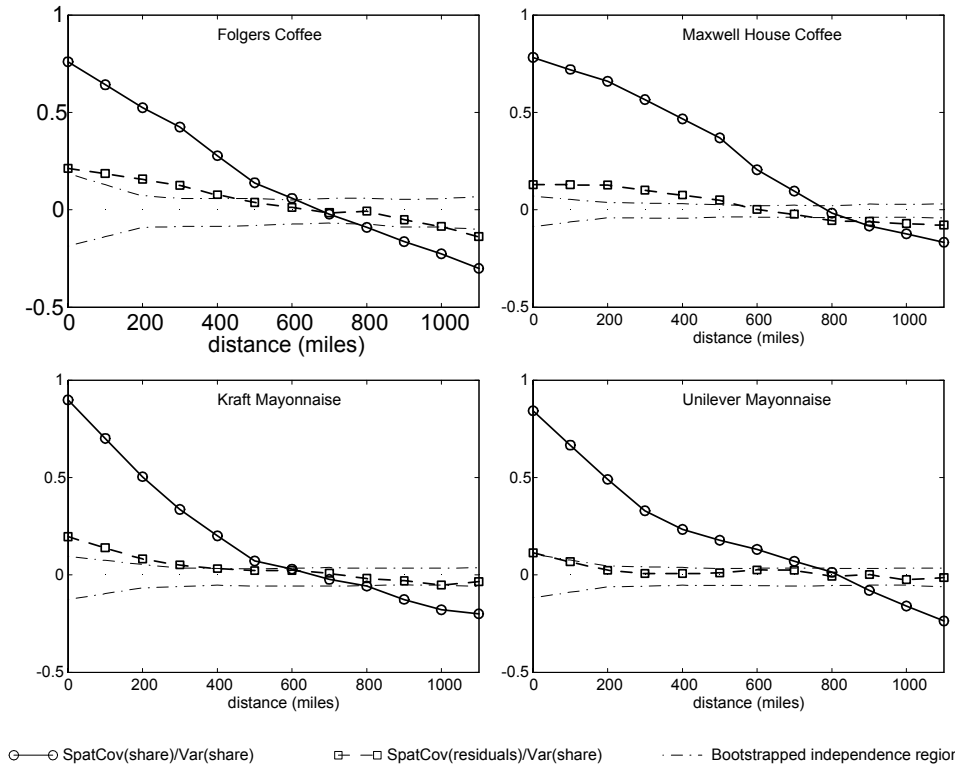 Folgers Coffee
1
0.5
0
-0.5
0 200 400 600 800 1000
distance (miles)
Maxwell House Coffee
1
0.5
0
-0.5
0 200 400 600 800 1000
distance (miles)
Kraft Mayonnaise
1
0.5
0
-0.5
0 200 400 600 800 1000
distance (miles)
Unilever Mayonnaise
1
0.5
0
-0.5
0 200 400 600 800 1000
distance (miles)
SpatCov(share)/Var(share) SpatCov(residuals)/Var(share) Bootstrapped independence region